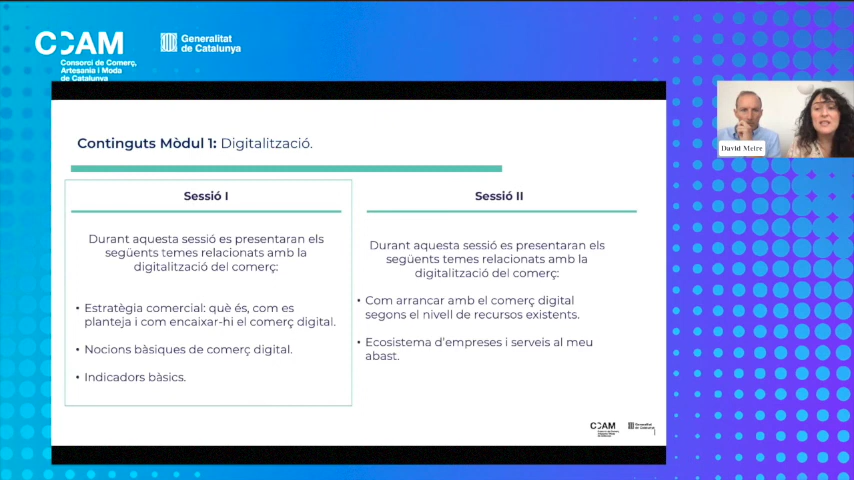 CCAM
Consorci de Comerç,
Artesania i Moda
de Catalunya
Generalitat
de Catalunya
Continguts Mòdul 1: Digitalització.
Sessió I
Durant aquesta sessió es presentaran els
següents temes relacionats amb la
digitalització del comerç:
• Estratègia comercial: què és, com es
planteja i com encaixar-hi el comerç digital.
• Nocions bàsiques de comerç digital.
• Indicadors bàsics.
Sessió II
Durant aquesta sessió es presentaran els
següents temes relacionats amb la
digitalització del comerç:
• Com arrancar amb el comerç digital
segons el nivell de recursos existents.
• Ecosistema d'empreses i serveis al meu
abast.
David Meire
CCAM
Generalitat
de Catalunya